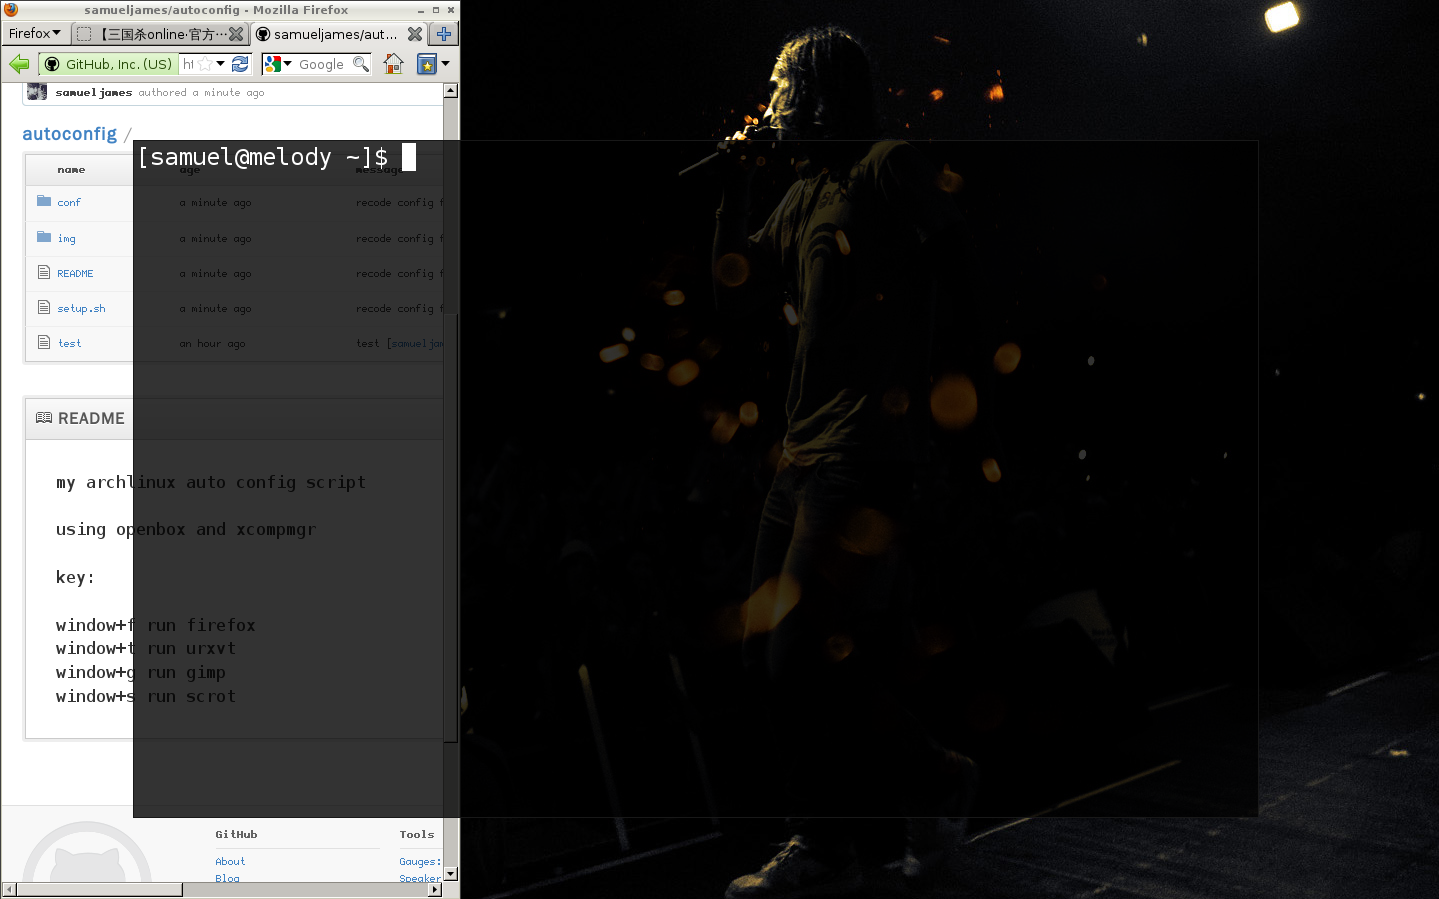 samueljames/autoconfig - Mozilla Firefox
Firefox
【三国杀online·官方…
samueljames/aut...
GitHub, Inc. (US)
Google
samueljames authored a minute ago
autoconfig /
[samuel@melody ~]$
name age message
conf a minute ago recode config f
img a minute ago recode config f
README a minute ago recode config f
setup.sh a minute ago recode config f
test an hour ago test [samueljam
README
my archlinux auto config script
using openbox and xcompmgr
key:
window+f run firefox
window+t run urxvt
window+g run gimp
window+s run scrot
GitHub Tools
About Gauges:
Blog Speaker